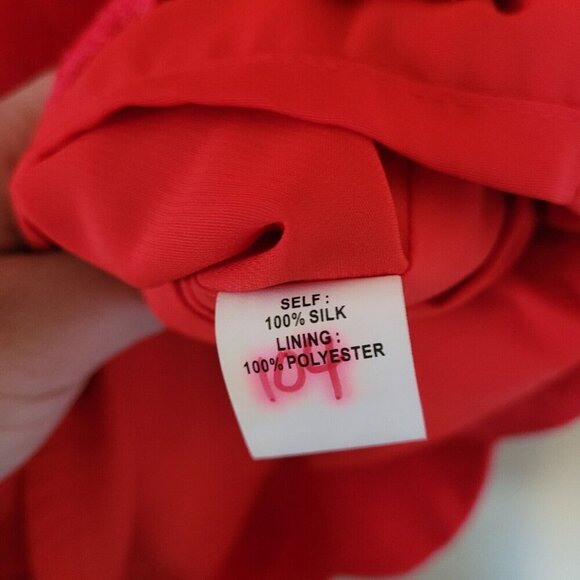 SELF :
100% SILK
LINING :
100% POLYESTER
104